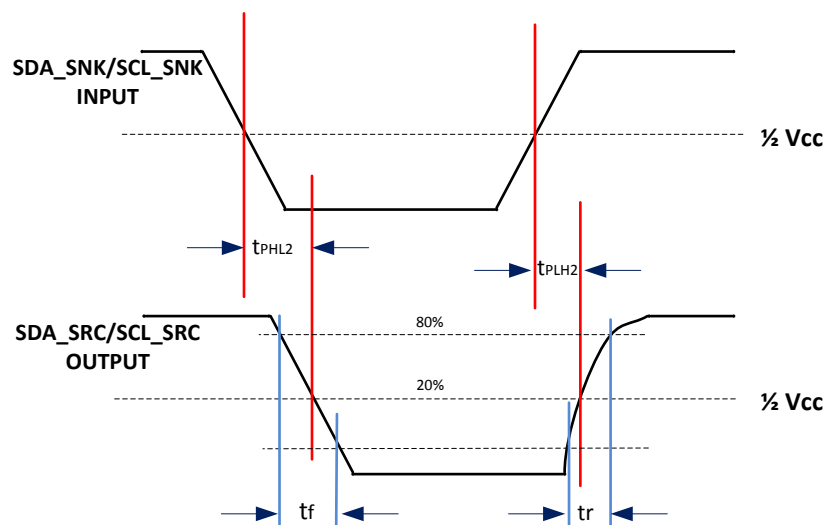 SDA_SNK/SCL_SNK
INPUT
½ Vcc
tPHL2
tPLH2
SDA_SRC/SCL_SRC
OUTPUT
80%
20%
½ Vcc
tf
tr